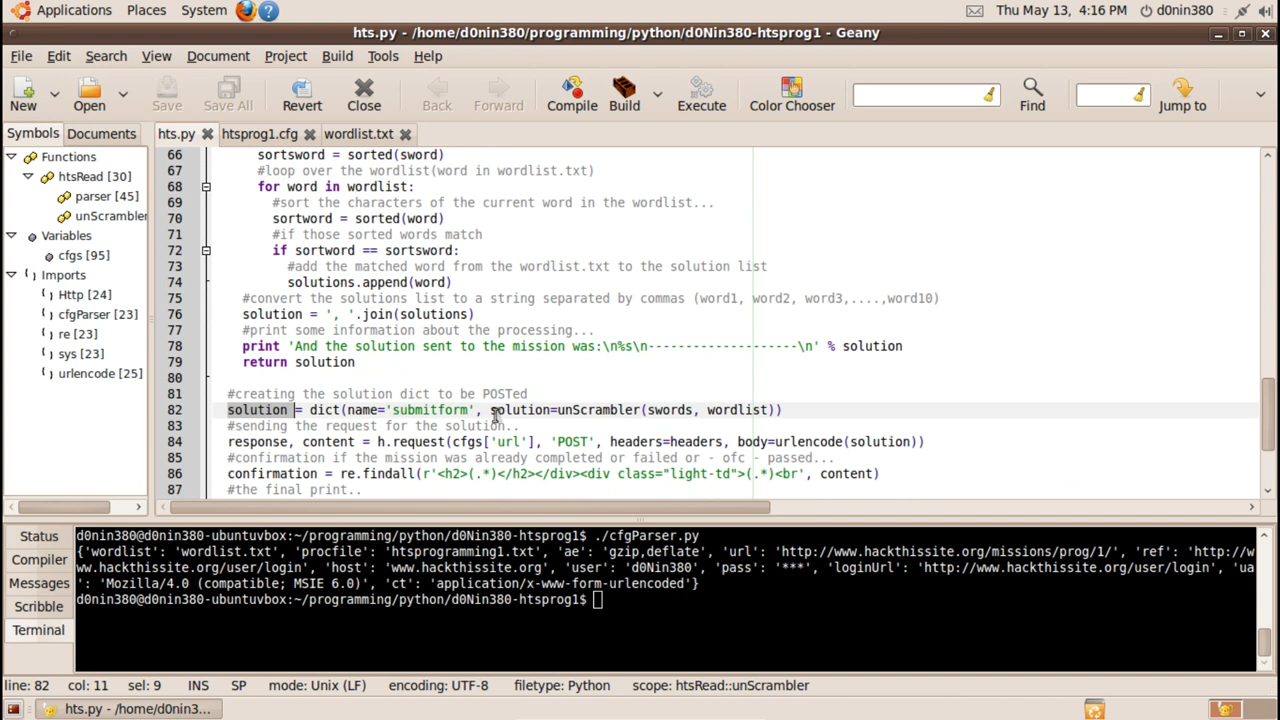 Applications Places System Thu May 13, 4:16 PM d0nin380
hts.py - /home/d0nin380/programming/python/d0Nin380-htsprog1 - Geany
File Edit Search View Document Project Build Tools Help
New Open Save Save All Revert Close Back Forward Compile Build Execute Color Chooser Find Jump to
Symbols Documents hts.py htsprog1.cfg wordlist.txt
Functions
htsRead [30]
parser [45]
unScrambler
Variables
cfgs [95]
Imports
Http [24]
cfgParser [23]
re [23]
sys [23]
urlencode [25]
66 sortsword = sorted(sword)
67 #loop over the wordlist(word in wordlist.txt)
68 for word in wordlist:
69 #sort the characters of the current word in the wordlist...
70 sortword = sorted(word)
71 #if those sorted words match
72 if sortword == sortsword:
73 #add the matched word from the wordlist.txt to the solution list
74 solutions.append(word)
75 #convert the solutions list to a string separated by commas (word1, word2, word3,....,word10)
76 solution = ', '.join(solutions)
77 #print some information about the processing...
78 print 'And the solution sent to the mission was:\n%s\n--------------------\n' % solution
79 return solution
80
81 #creating the solution dict to be POSTed
82 solution = dict(name='submitform', solution=unScrambler(swords, wordlist))
83 #sending the request for the solution..
84 response, content = h.request(cfgs['url'], 'POST', headers=headers, body=urlencode(solution))
85 #confirmation if the mission was already completed or failed or - ofc - passed...
86 confirmation = re.findall(r'<h2>(.*)</h2></div><div class="light-td">(.*)<br', content)
87 #the final print..
Status
Compiler
Messages
Scribble
Terminal
d0nin380@d0nin380-ubuntuvbox:~/programming/python/d0Nin380-htsprog1$ ./cfgParser.py
{'wordlist': 'wordlist.txt', 'procfile': 'htsprogramming1.txt', 'ae': 'gzip,deflate', 'url': 'http://www.hackthissite.org/missions/prog/1/', 'ref': 'http://w
ww.hackthissite.org/user/login', 'host': 'www.hackthissite.org', 'user': 'd0Nin380', 'pass': '***', 'loginUrl': 'http://www.hackthissite.org/user/login', 'ua
': 'Mozilla/4.0 (compatible; MSIE 6.0)', 'ct': 'application/x-www-form-urlencoded'}
d0nin380@d0nin380-ubuntuvbox:~/programming/python/d0Nin380-htsprog1$
line: 82 col: 11 sel: 9 INS SP mode: Unix (LF) encoding: UTF-8 filetype: Python scope: htsRead::unScrambler
hts.py - /home/d0nin3...